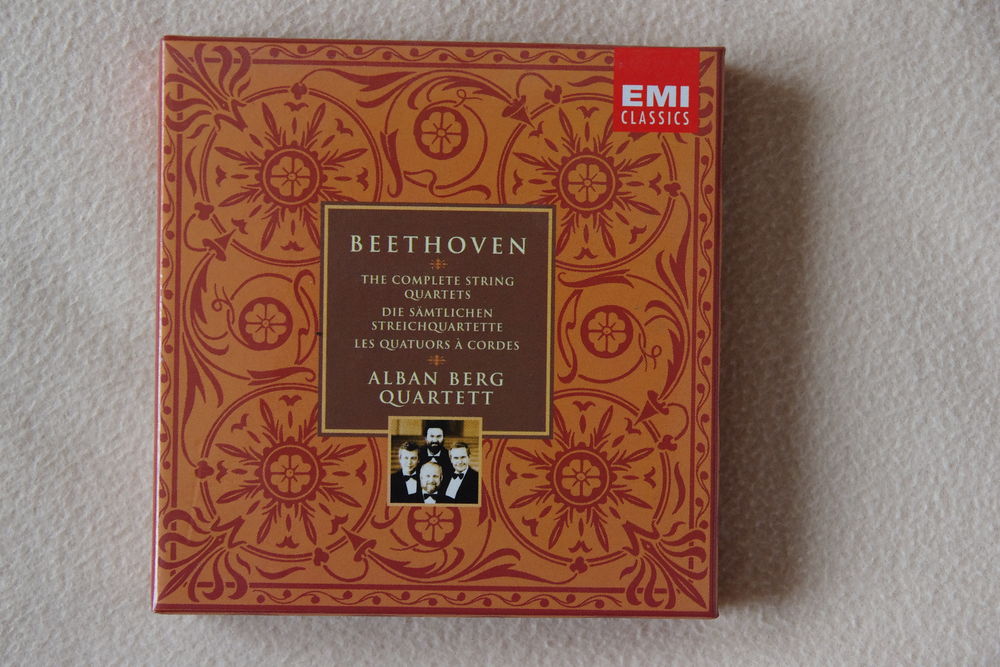 EMI
CLASSICS
BEETHOVEN
THE COMPLETE STRING
QUARTETS
DIE SÄMTLICHEN
STREICHQUARTETTE
LES QUATUORS À CORDES
ALBAN BERG
QUARTETT